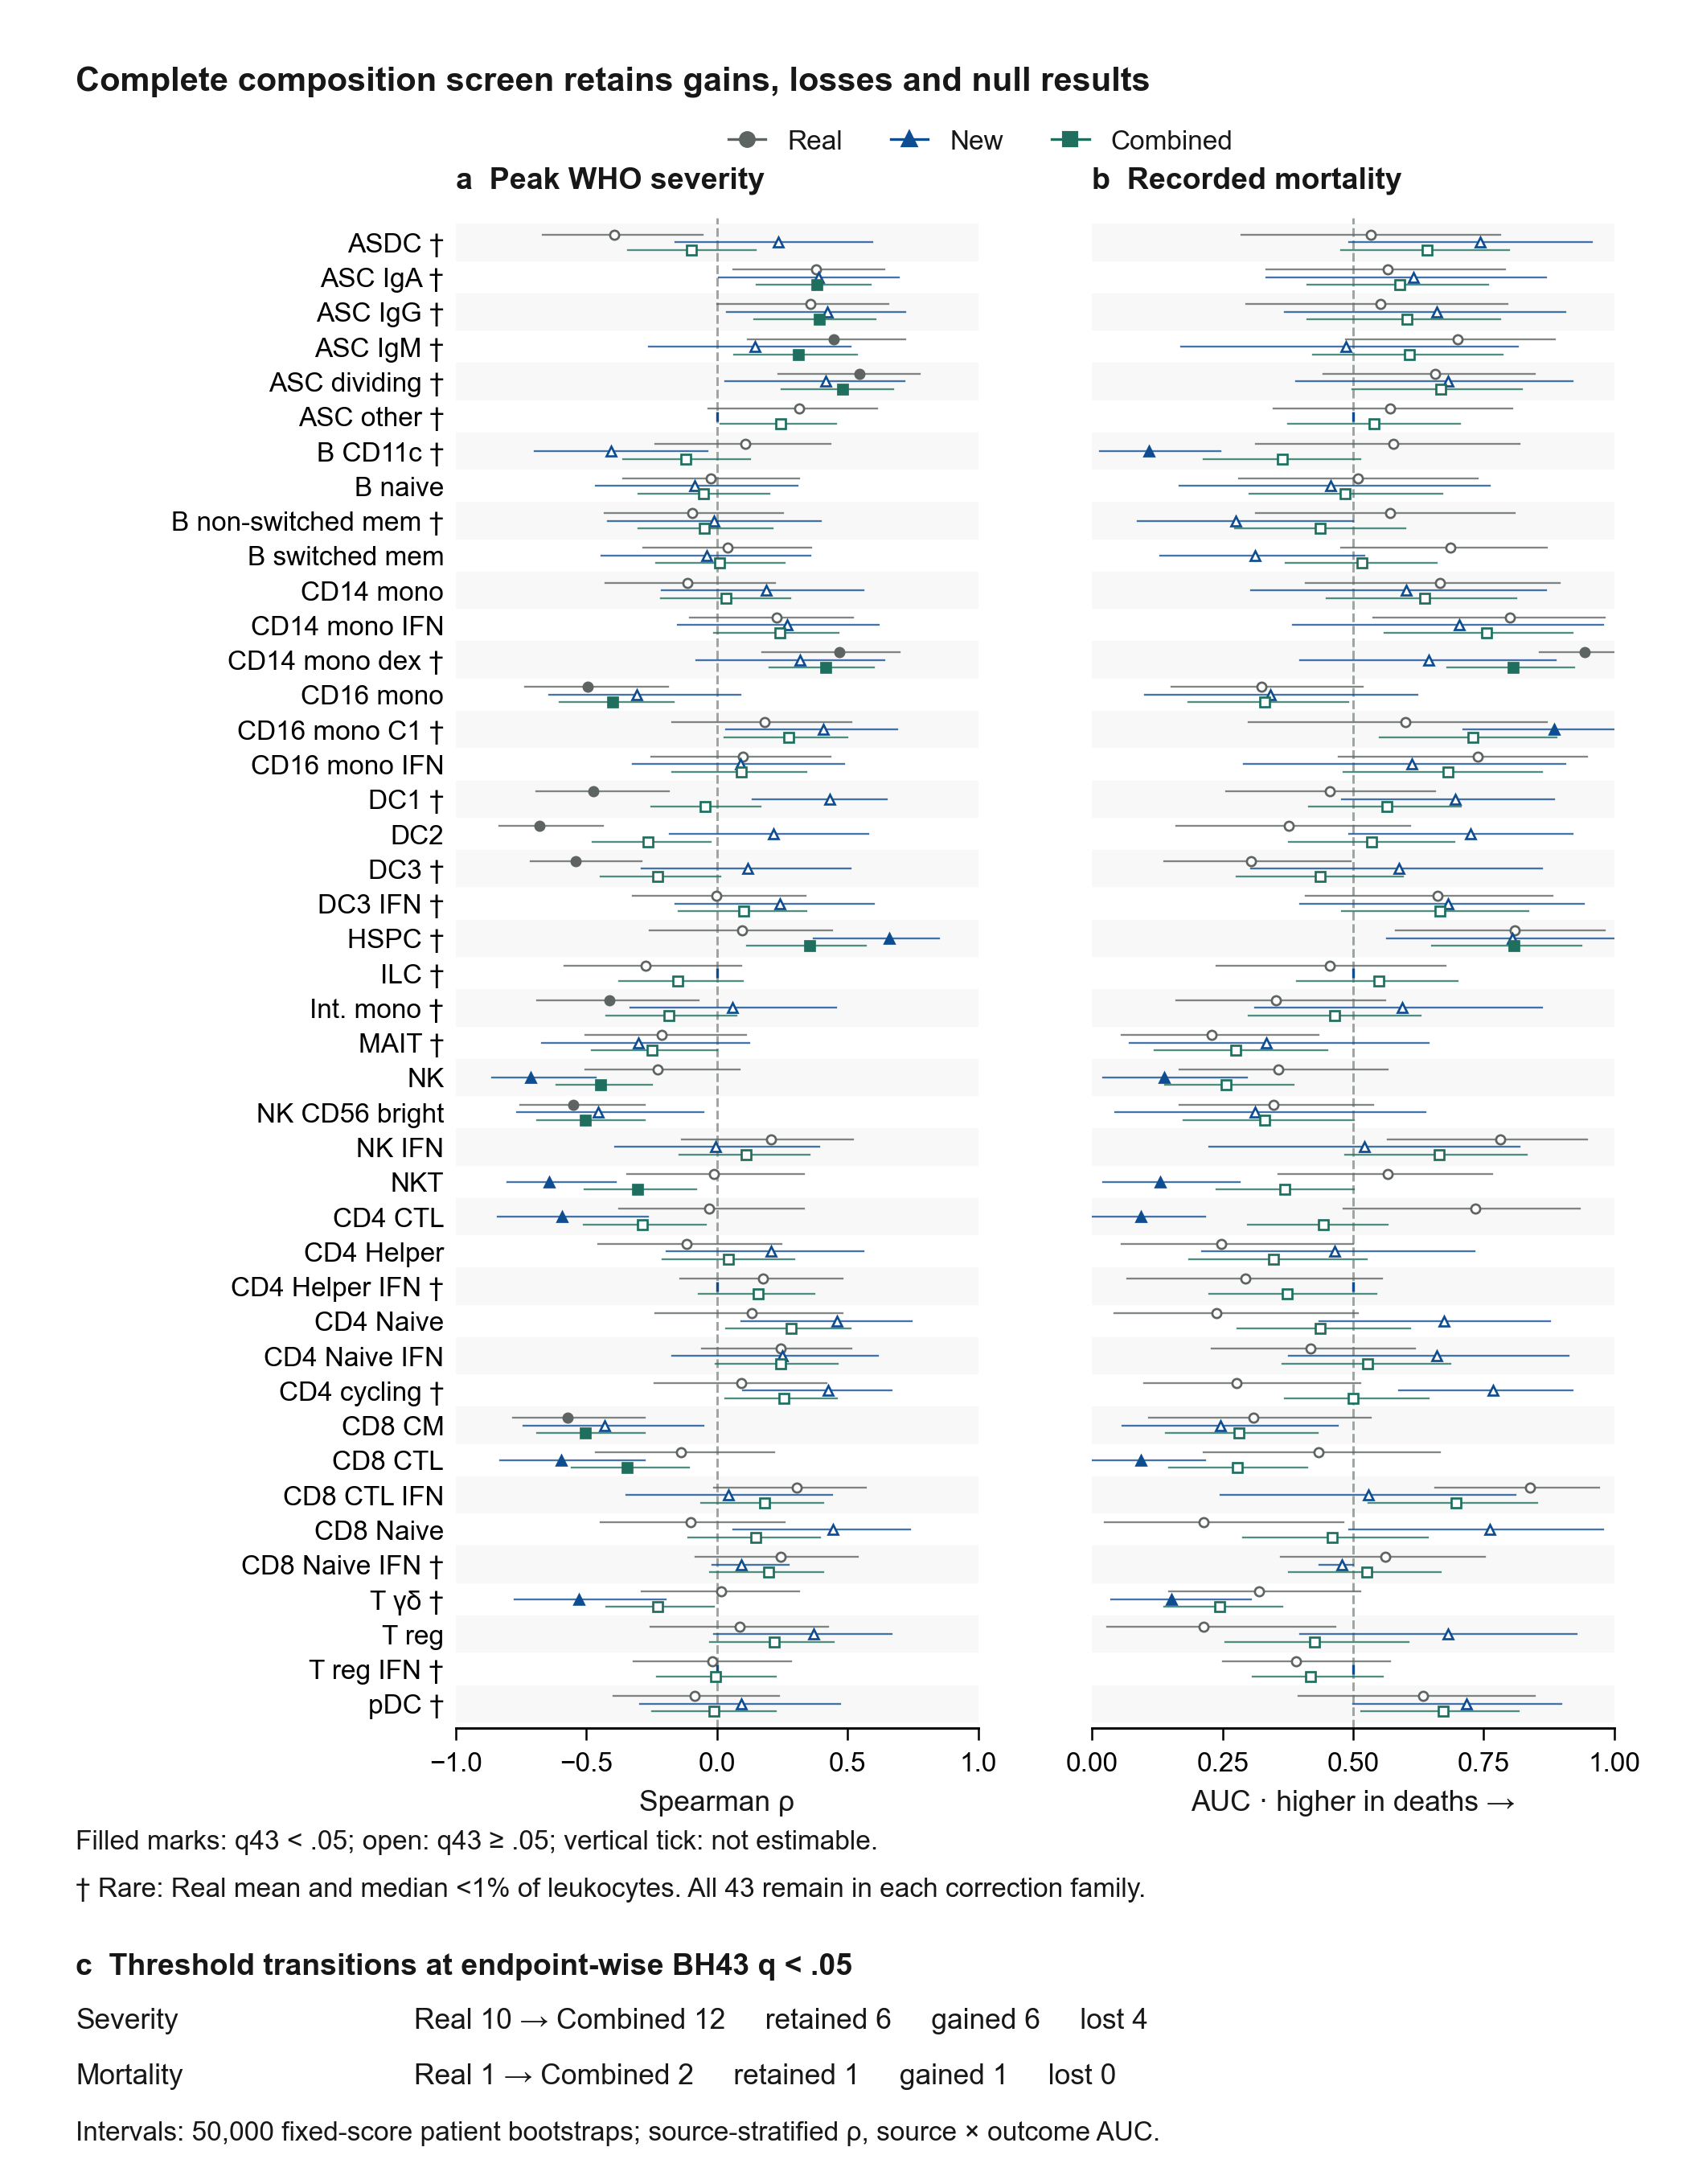 Complete composition screen retains gains, losses and null results
Real New Combined
a Peak WHO severity
b Recorded mortality
ASDC †
ASC IgA †
ASC IgG †
ASC IgM †
ASC dividing †
ASC other †
B CD11c †
B naive
B non-switched mem †
B switched mem
CD14 mono
CD14 mono IFN
CD14 mono dex †
CD16 mono
CD16 mono C1 †
CD16 mono IFN
DC1 †
DC2
DC3 †
DC3 IFN †
HSPC †
ILC †
Int. mono †
MAIT †
NK
NK CD56 bright
NK IFN
NKT
CD4 CTL
CD4 Helper
CD4 Helper IFN †
CD4 Naive
CD4 Naive IFN
CD4 cycling †
CD8 CM
CD8 CTL
CD8 CTL IFN
CD8 Naive
CD8 Naive IFN †
T γδ †
T reg
T reg IFN †
pDC †
−1.0 −0.5 0.0 0.5 1.0
Spearman ρ
0.00 0.25 0.50 0.75 1.00
AUC · higher in deaths →
Filled marks: q43 < .05; open: q43 ≥ .05; vertical tick: not estimable.
† Rare: Real mean and median <1% of leukocytes. All 43 remain in each correction family.
c Threshold transitions at endpoint-wise BH43 q < .05
Severity Real 10 → Combined 12 retained 6 gained 6 lost 4
Mortality Real 1 → Combined 2 retained 1 gained 1 lost 0
Intervals: 50,000 fixed-score patient bootstraps; source-stratified ρ, source × outcome AUC.